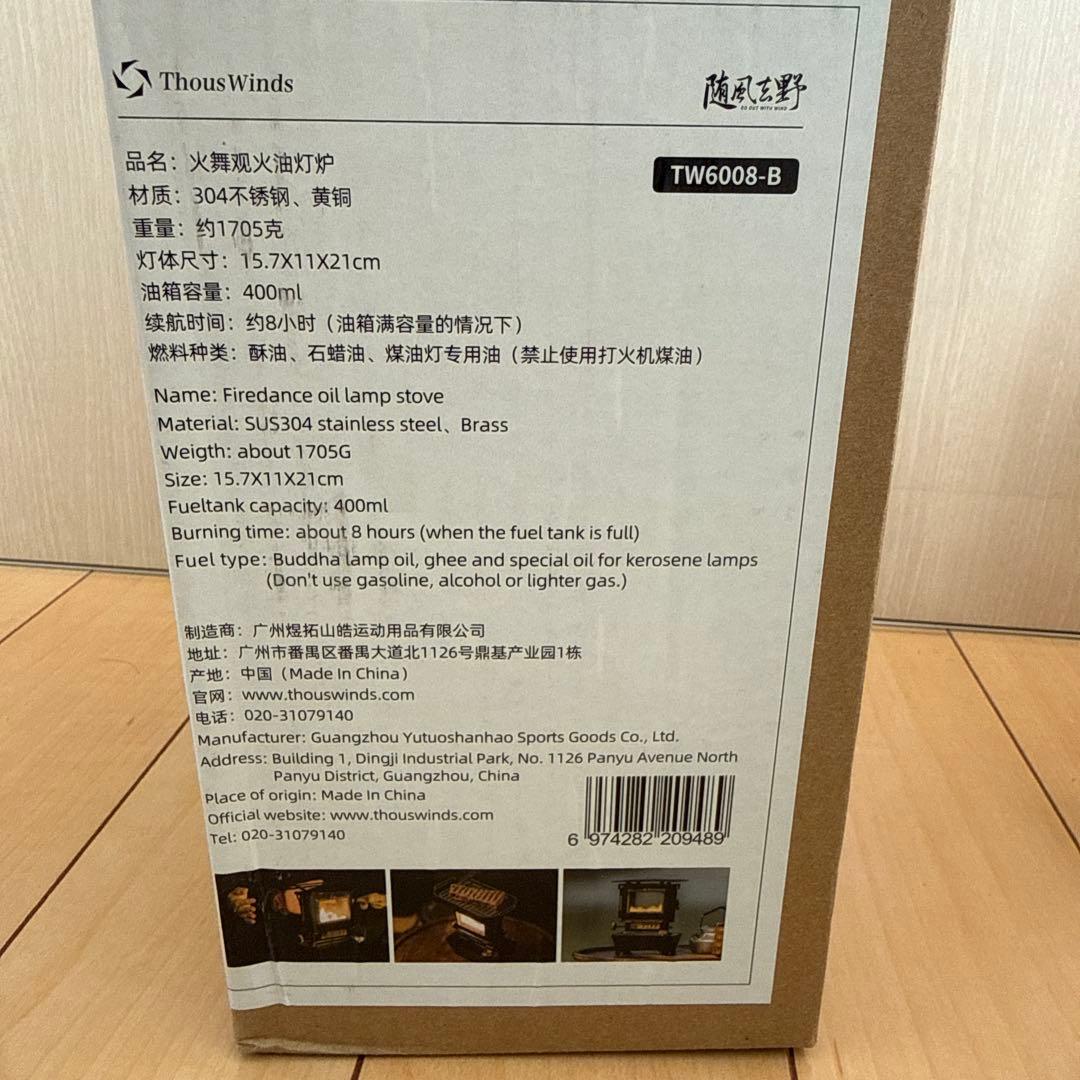 ThousWinds
随风去野
GO OUT WITH WIND
TW6008-B
品名：火舞观火油灯炉
材质：304不锈钢、黄铜
重量：约1705克
灯体尺寸：15.7X11X21cm
油箱容量：400ml
续航时间：约8小时（油箱满容量的情况下）
燃料种类：酥油、石蜡油、煤油灯专用油（禁止使用打火机煤油）
Name: Firedance oil lamp stove
Material: SUS304 stainless steel、Brass
Weigth: about 1705G
Size: 15.7X11X21cm
Fueltank capacity: 400ml
Burning time: about 8 hours (when the fuel tank is full)
Fuel type: Buddha lamp oil, ghee and special oil for kerosene lamps
(Don't use gasoline, alcohol or lighter gas.)
制造商：广州煜拓山皓运动用品有限公司
地址：广州市番禺区番禺大道北1126号鼎基产业园1栋
产地：中国（Made In China）
官网：www.thouswinds.com
电话：020-31079140
Manufacturer: Guangzhou Yutuoshanhao Sports Goods Co., Ltd.
Address: Building 1, Dingji Industrial Park, No. 1126 Panyu Avenue North
Panyu District, Guangzhou, China
Place of origin: Made In China
Official website: www.thouswinds.com
Tel: 020-31079140
6 974282 209489